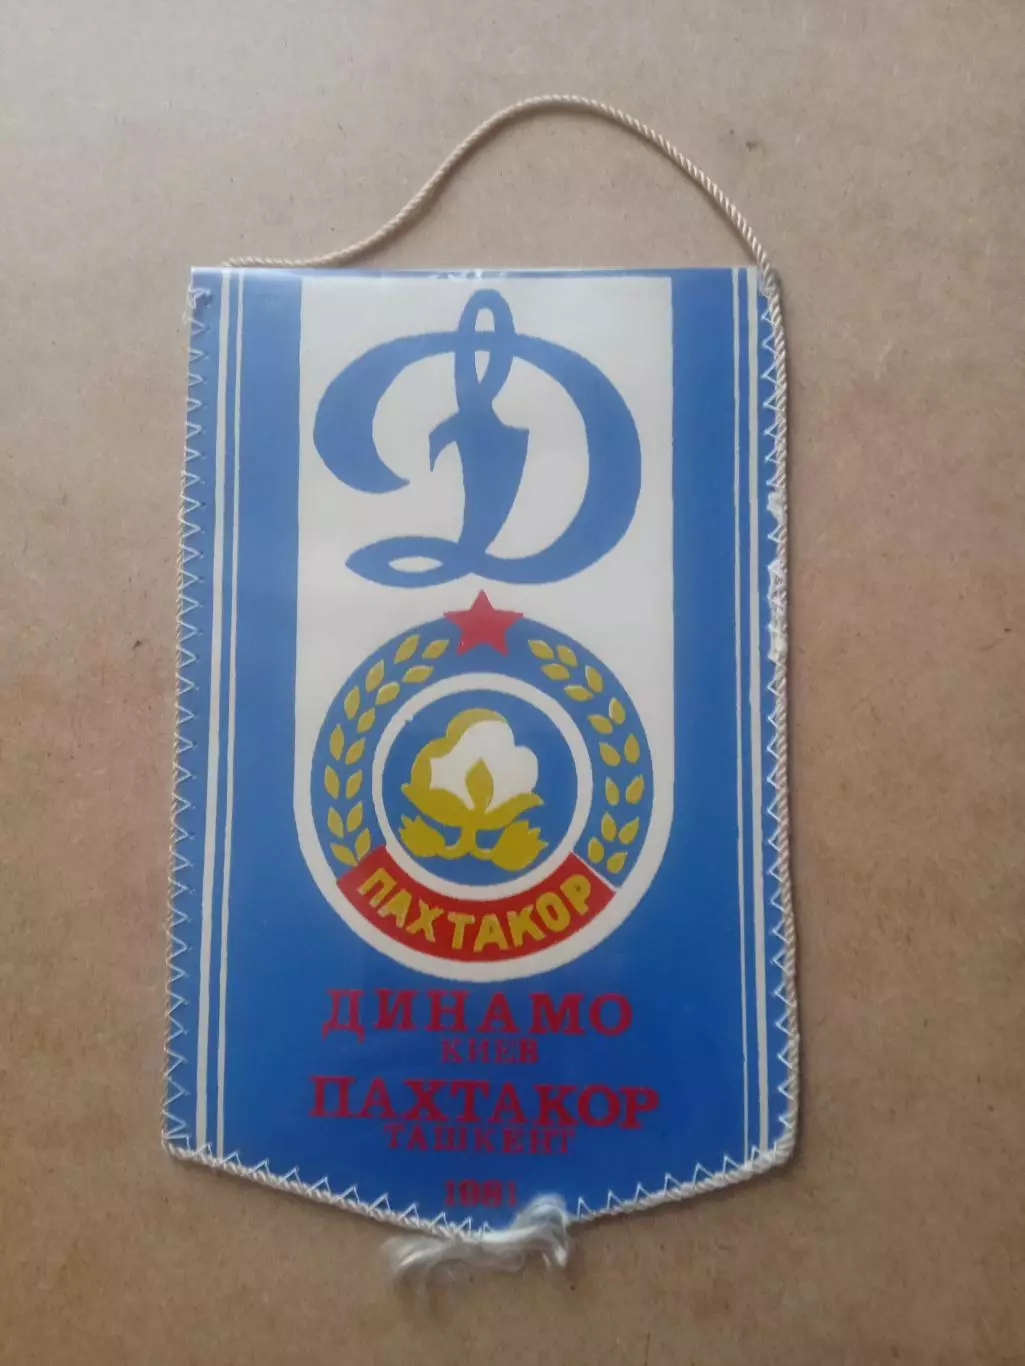 Д
ПАХТАКОР
ДИНАМО
КИЕВ
ПАХТАКОР
ТАШКЕНТ
1981